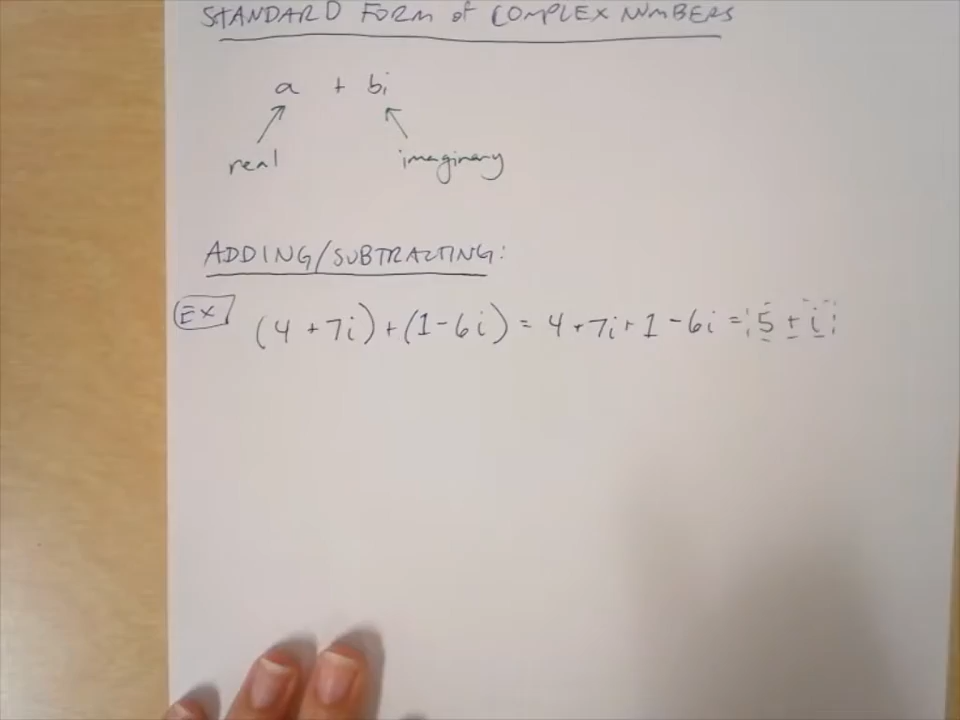 STANDARD FORM of COMPLEX NUMBERS
a + bi
real imaginary
ADDING/SUBTRACTING:
EX (4 + 7i) + (1 - 6i) = 4 + 7i + 1 - 6i = 5 + i